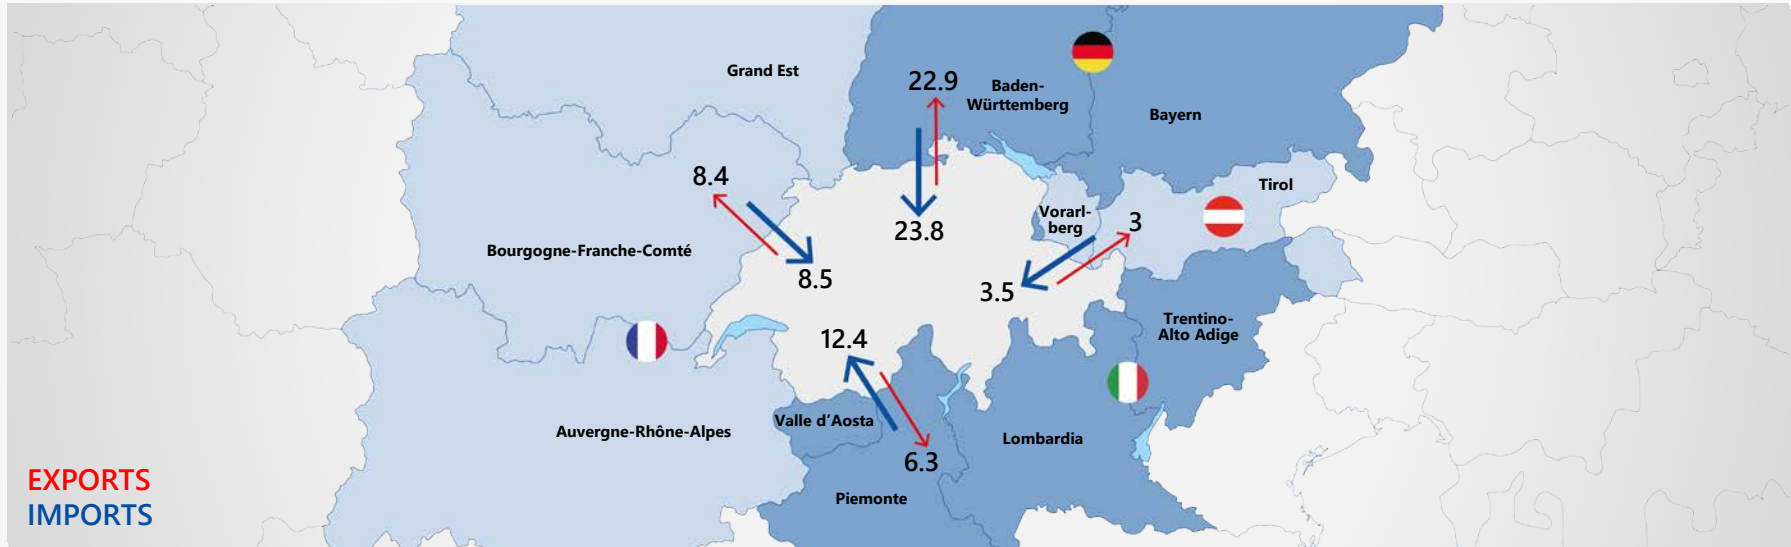 Grand Est
22.9
Baden-
Württemberg
Bayern
8.4
Tirol
Vorarl-
berg
3
23.8
Bourgogne-Franche-Comté
8.5
3.5
Trentino-
Alto Adige
12.4
Valle d’Aosta
Auvergne-Rhône-Alpes
Lombardia
6.3
Piemonte
EXPORTS
IMPORTS